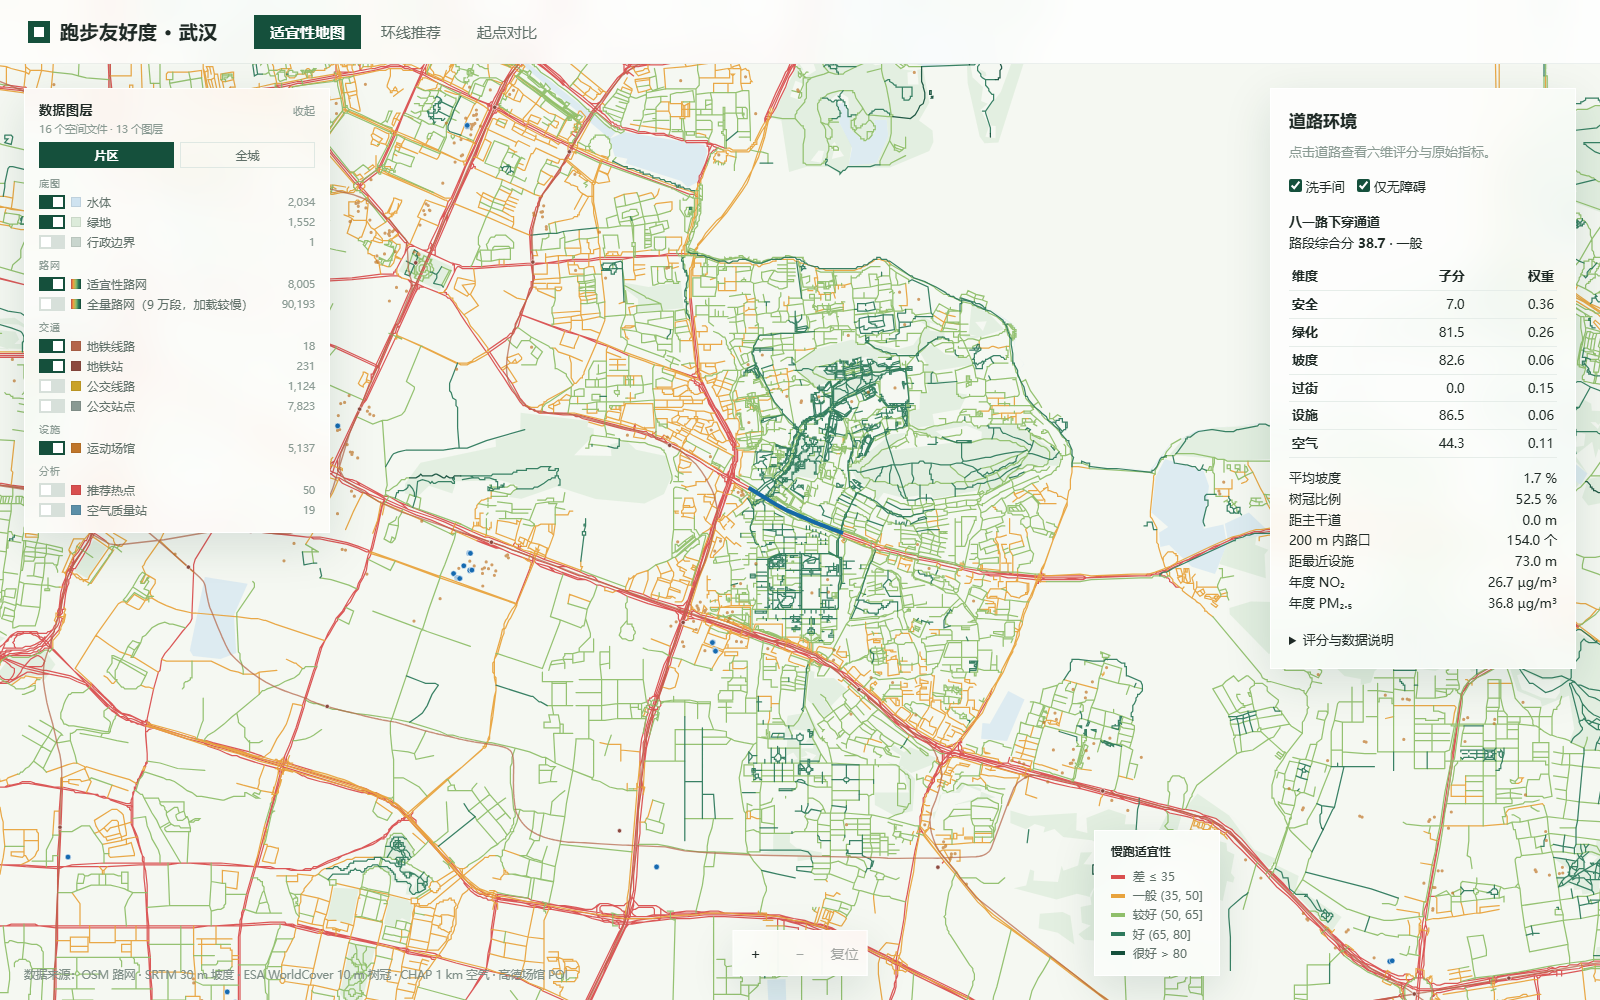 跑步友好度 · 武汉
适宜性地图
环线推荐
起点对比
数据图层
收起
16 个空间文件 · 13 个图层
片区
全城
底图
水体 2,034
绿地 1,552
行政边界 1
路网
适宜性路网 8,005
全量路网（9 万段，加载较慢） 90,193
交通
地铁线路 18
地铁站 231
公交线路 1,124
公交站点 7,823
设施
运动场馆 5,137
分析
推荐热点 50
空气质量站 19
道路环境
点击道路查看六维评分与原始指标。
洗手间 仅无障碍
八一路下穿通道
路段综合分 38.7 · 一般
维度 子分 权重
安全 7.0 0.36
绿化 81.5 0.26
坡度 82.6 0.06
过街 0.0 0.15
设施 86.5 0.06
空气 44.3 0.11
平均坡度 1.7 %
树冠比例 52.5 %
距主干道 0.0 m
200 m 内路口 154.0 个
距最近设施 73.0 m
年度 NO₂ 26.7 µg/m³
年度 PM₂.₅ 36.8 µg/m³
▶ 评分与数据说明
慢跑适宜性
差 ≤ 35
一般 (35, 50]
较好 (50, 65]
好 (65, 80]
很好 > 80
+ − 复位
数据来源：OSM 路网 · SRTM 30 m 坡度 · ESA WorldCover 10 m 树冠 · CHAP 1 km 空气 · 高德场馆 POI